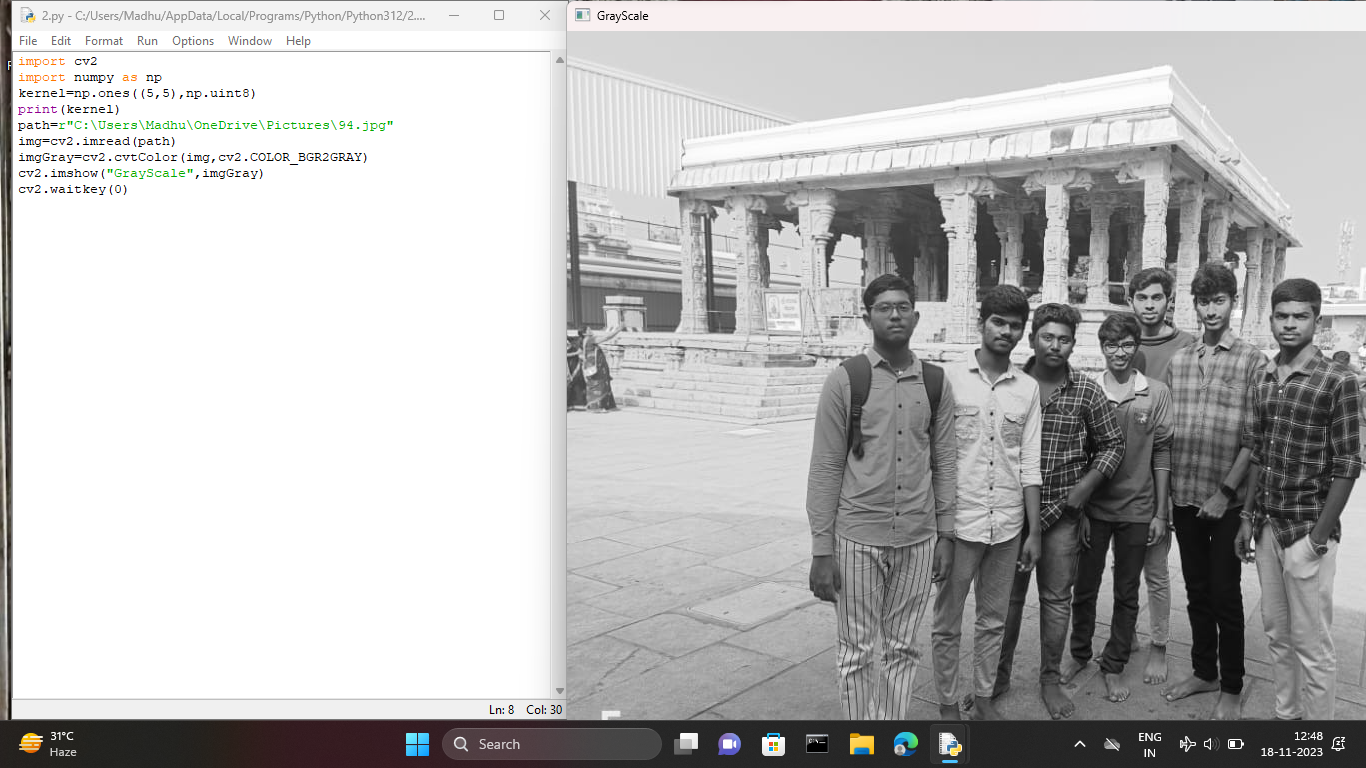 2.py - C:/Users/Madhu/AppData/Local/Programs/Python/Python312/2....
File Edit Format Run Options Window Help
import cv2
import numpy as np
kernel=np.ones((5,5),np.uint8)
print(kernel)
path=r"C:\Users\Madhu\OneDrive\Pictures\94.jpg"
img=cv2.imread(path)
imgGray=cv2.cvtColor(img,cv2.COLOR_BGR2GRAY)
cv2.imshow("GrayScale",imgGray)
cv2.waitkey(0)
Ln: 8 Col: 30
GrayScale
31°C
Haze
Search
ENG
IN
12:48
18-11-2023